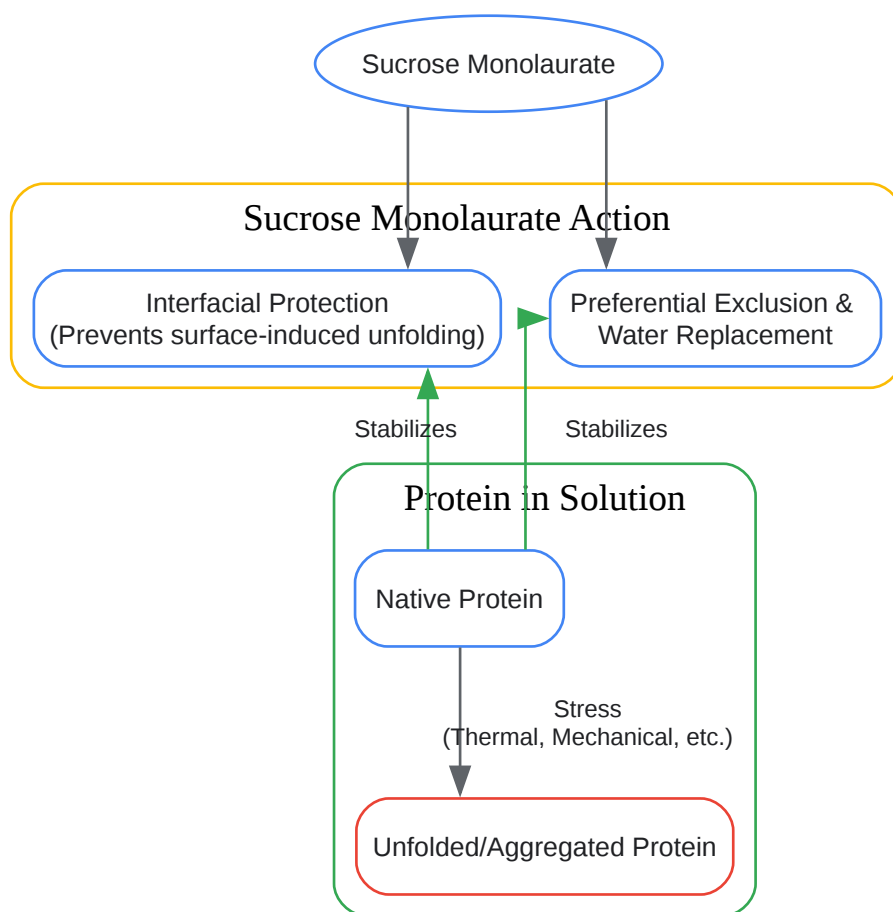 Sucrose Monolaurate
Sucrose Monolaurate Action
Interfacial Protection
(Prevents surface-induced unfolding)
Preferential Exclusion &
Water Replacement
Stabilizes
Stabilizes
Protein in Solution
Native Protein
Stress
(Thermal, Mechanical, etc.)
Unfolded/Aggregated Protein